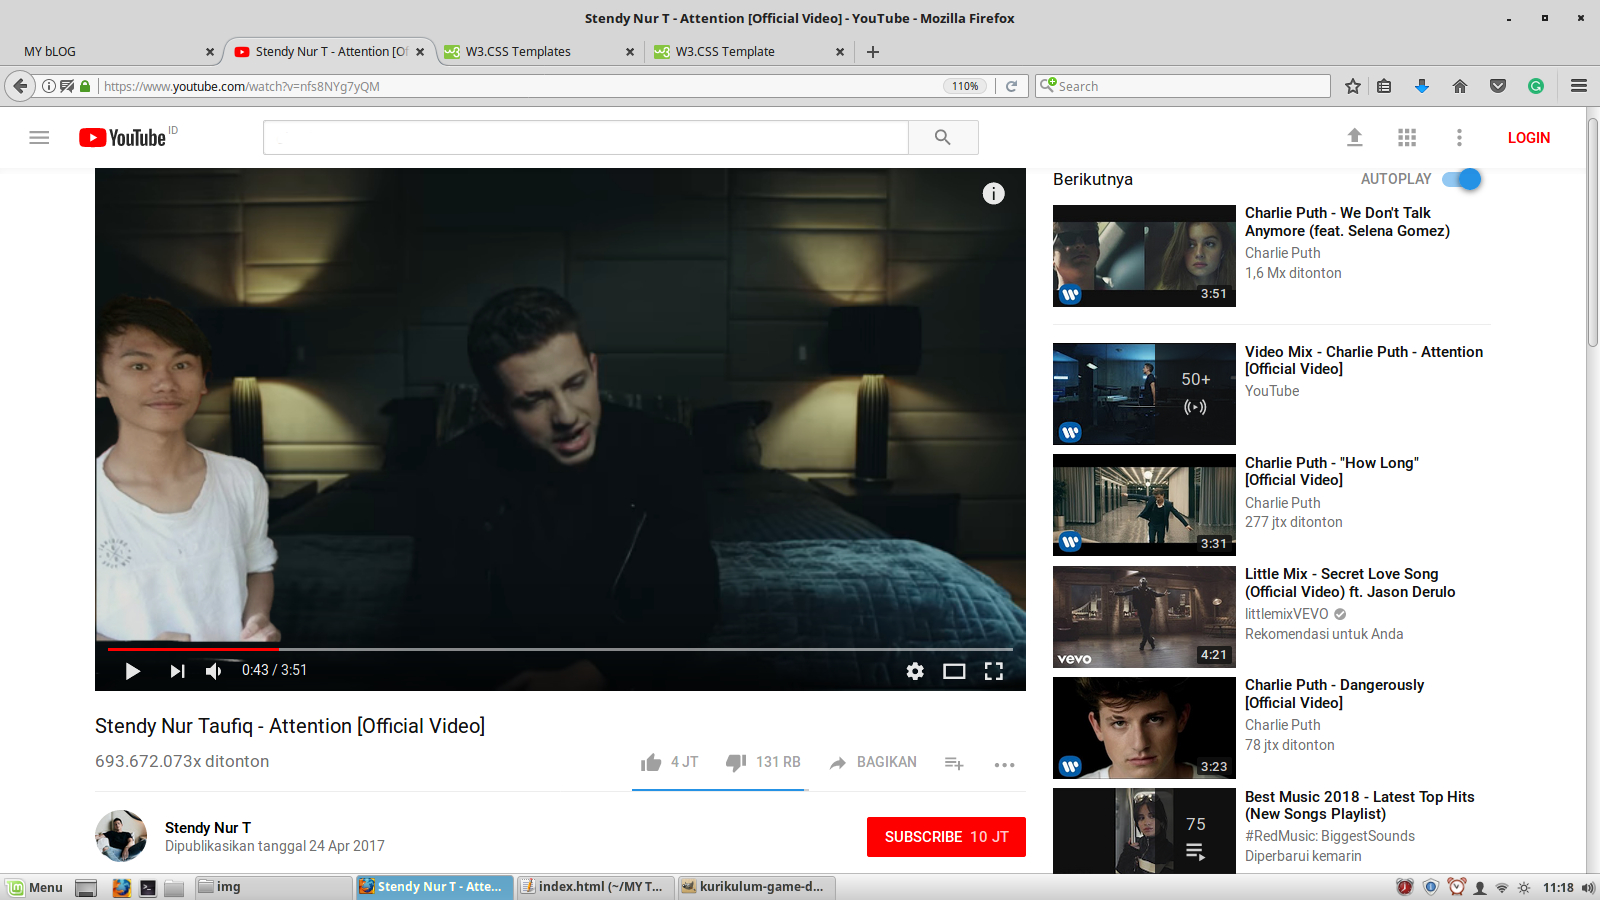 Stendy Nur T - Attention [Official Video] - YouTube - Mozilla Firefox
MY bLOG
Stendy Nur T - Attention [Of
W3.CSS Templates
W3.CSS Template
https://www.youtube.com/watch?v=nfs8NYg7yQM
110%
Search
YouTube ID
LOGIN
Berikutnya
AUTOPLAY
Charlie Puth - We Don't Talk
Anymore (feat. Selena Gomez)
Charlie Puth
1,6 Mx ditonton
3:51
Video Mix - Charlie Puth - Attention
[Official Video]
YouTube
50+
Charlie Puth - "How Long"
[Official Video]
Charlie Puth
277 jtx ditonton
3:31
Little Mix - Secret Love Song
(Official Video) ft. Jason Derulo
littlemixVEVO
Rekomendasi untuk Anda
vevo
4:21
Charlie Puth - Dangerously
[Official Video]
Charlie Puth
78 jtx ditonton
3:23
Best Music 2018 - Latest Top Hits
(New Songs Playlist)
#RedMusic: BiggestSounds
Diperbarui kemarin
75
0:43 / 3:51
Stendy Nur Taufiq - Attention [Official Video]
693.672.073x ditonton
4 JT
131 RB
BAGIKAN
Stendy Nur T
Dipublikasikan tanggal 24 Apr 2017
SUBSCRIBE 10 JT
Menu
img
Stendy Nur T - Atte...
index.html (~/MY T...
kurikulum-game-d...
11:18